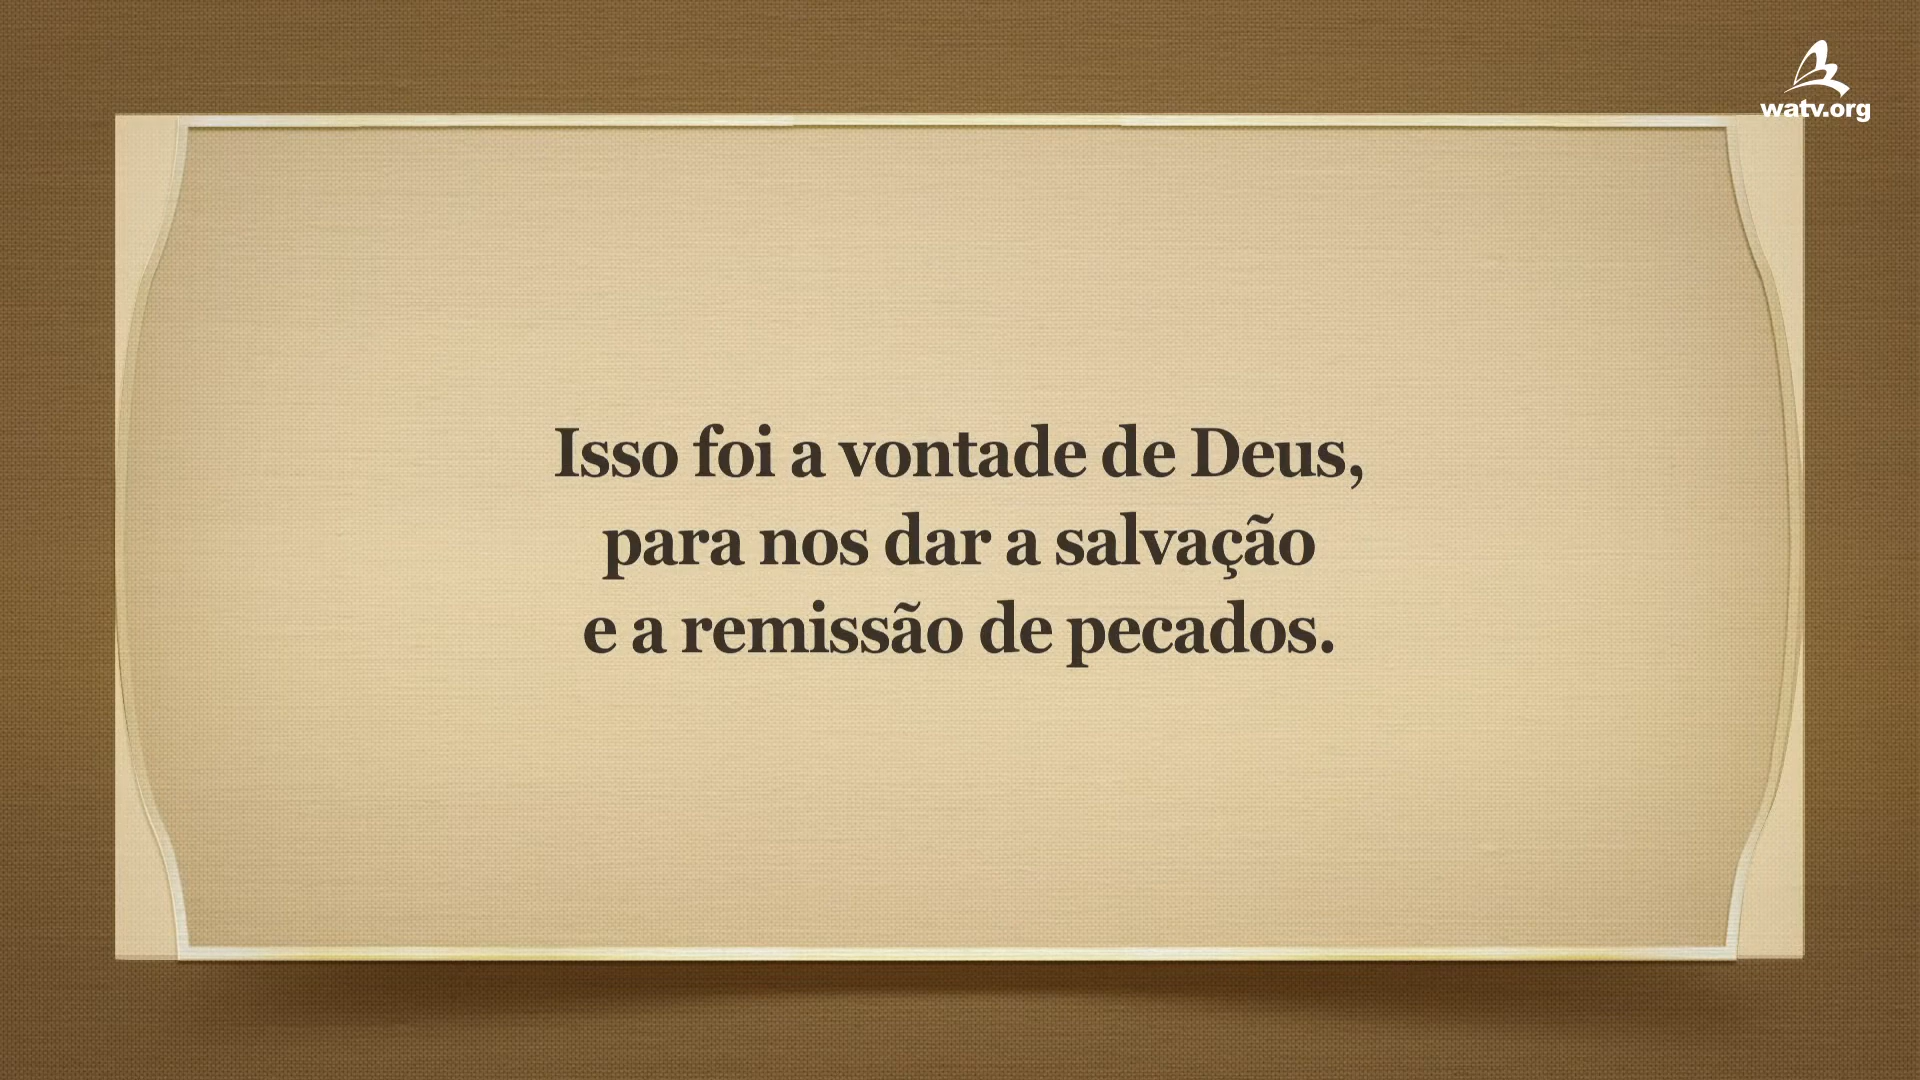 watv.org
Isso foi a vontade de Deus,
para nos dar a salvação
e a remissão de pecados.